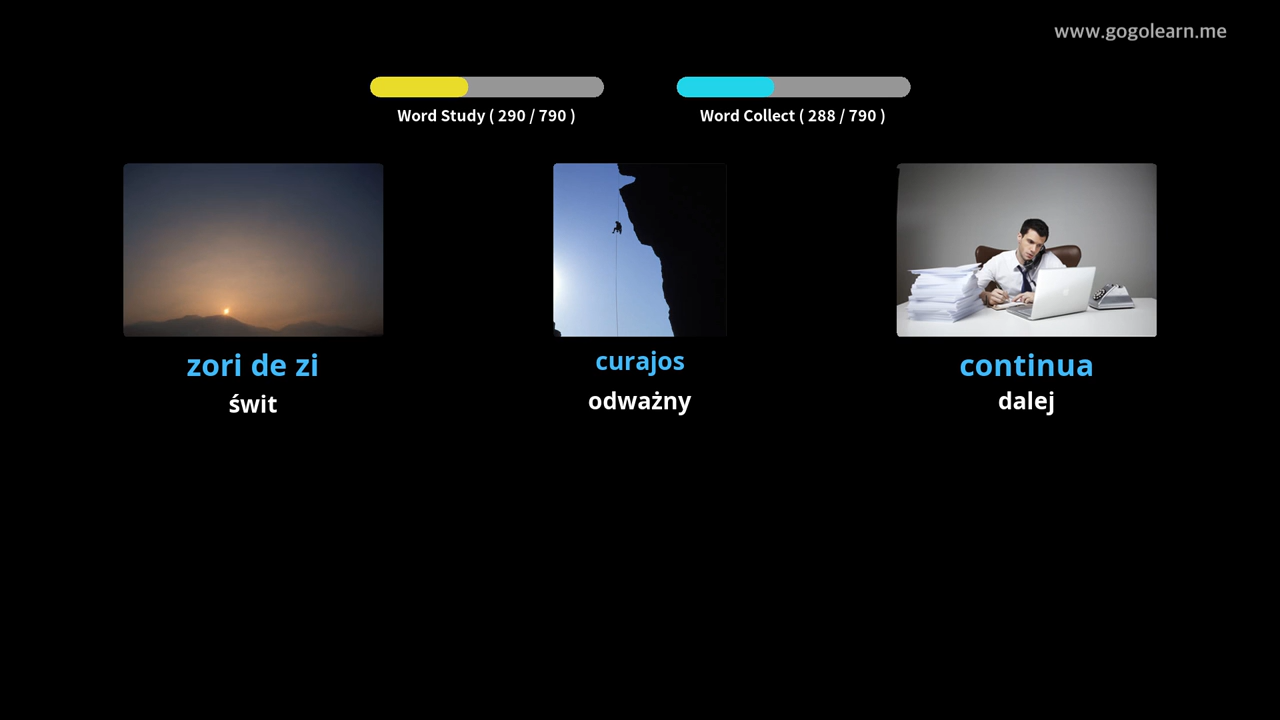 www.gogolearn.me
Word Study ( 290 / 790 )
Word Collect ( 288 / 790 )
zori de zi
świt
curajos
odważny
continua
dalej